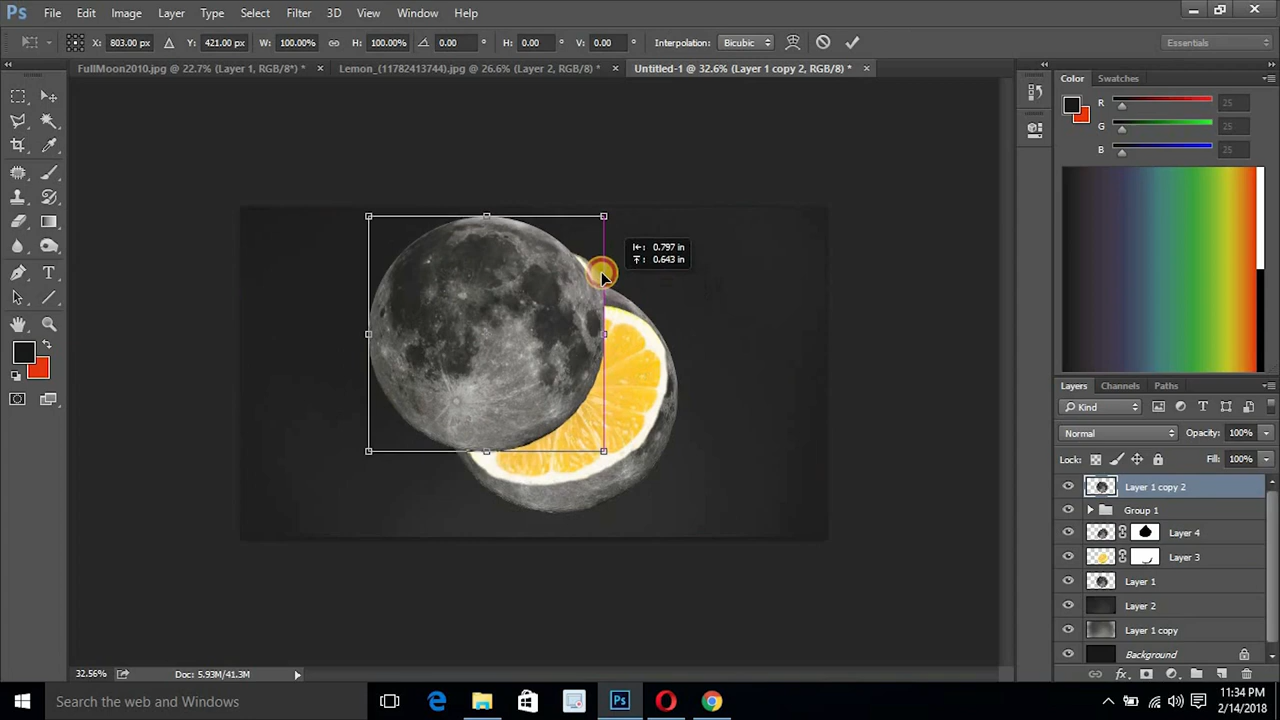 Ps File Edit Image Layer Type Select Filter 3D View Window Help
X: 803.00 px Y: 421.00 px W: 100.00% H: 100.00% 0.00 ° H: 0.00 ° V: 0.00 ° Interpolation: Bicubic Essentials
FullMoon2010.jpg @ 22.7% (Layer 1, RGB/8*) * × Lemon_(11782413744).jpg @ 26.6% (Layer 2, RGB/8) * × Untitled-1 @ 32.6% (Layer 1 copy 2, RGB/8) * ×
Color Swatches
R 25
G 25
B 25
0.797 in
0.643 in
Layers Channels Paths
Kind
Normal Opacity: 100%
Lock: Fill: 100%
Layer 1 copy 2
Group 1
Layer 4
Layer 3
Layer 1
Layer 2
Layer 1 copy
Background
32.56% Doc: 5.93M/41.3M
Search the web and Windows
Ps
11:34 PM
2/14/2018